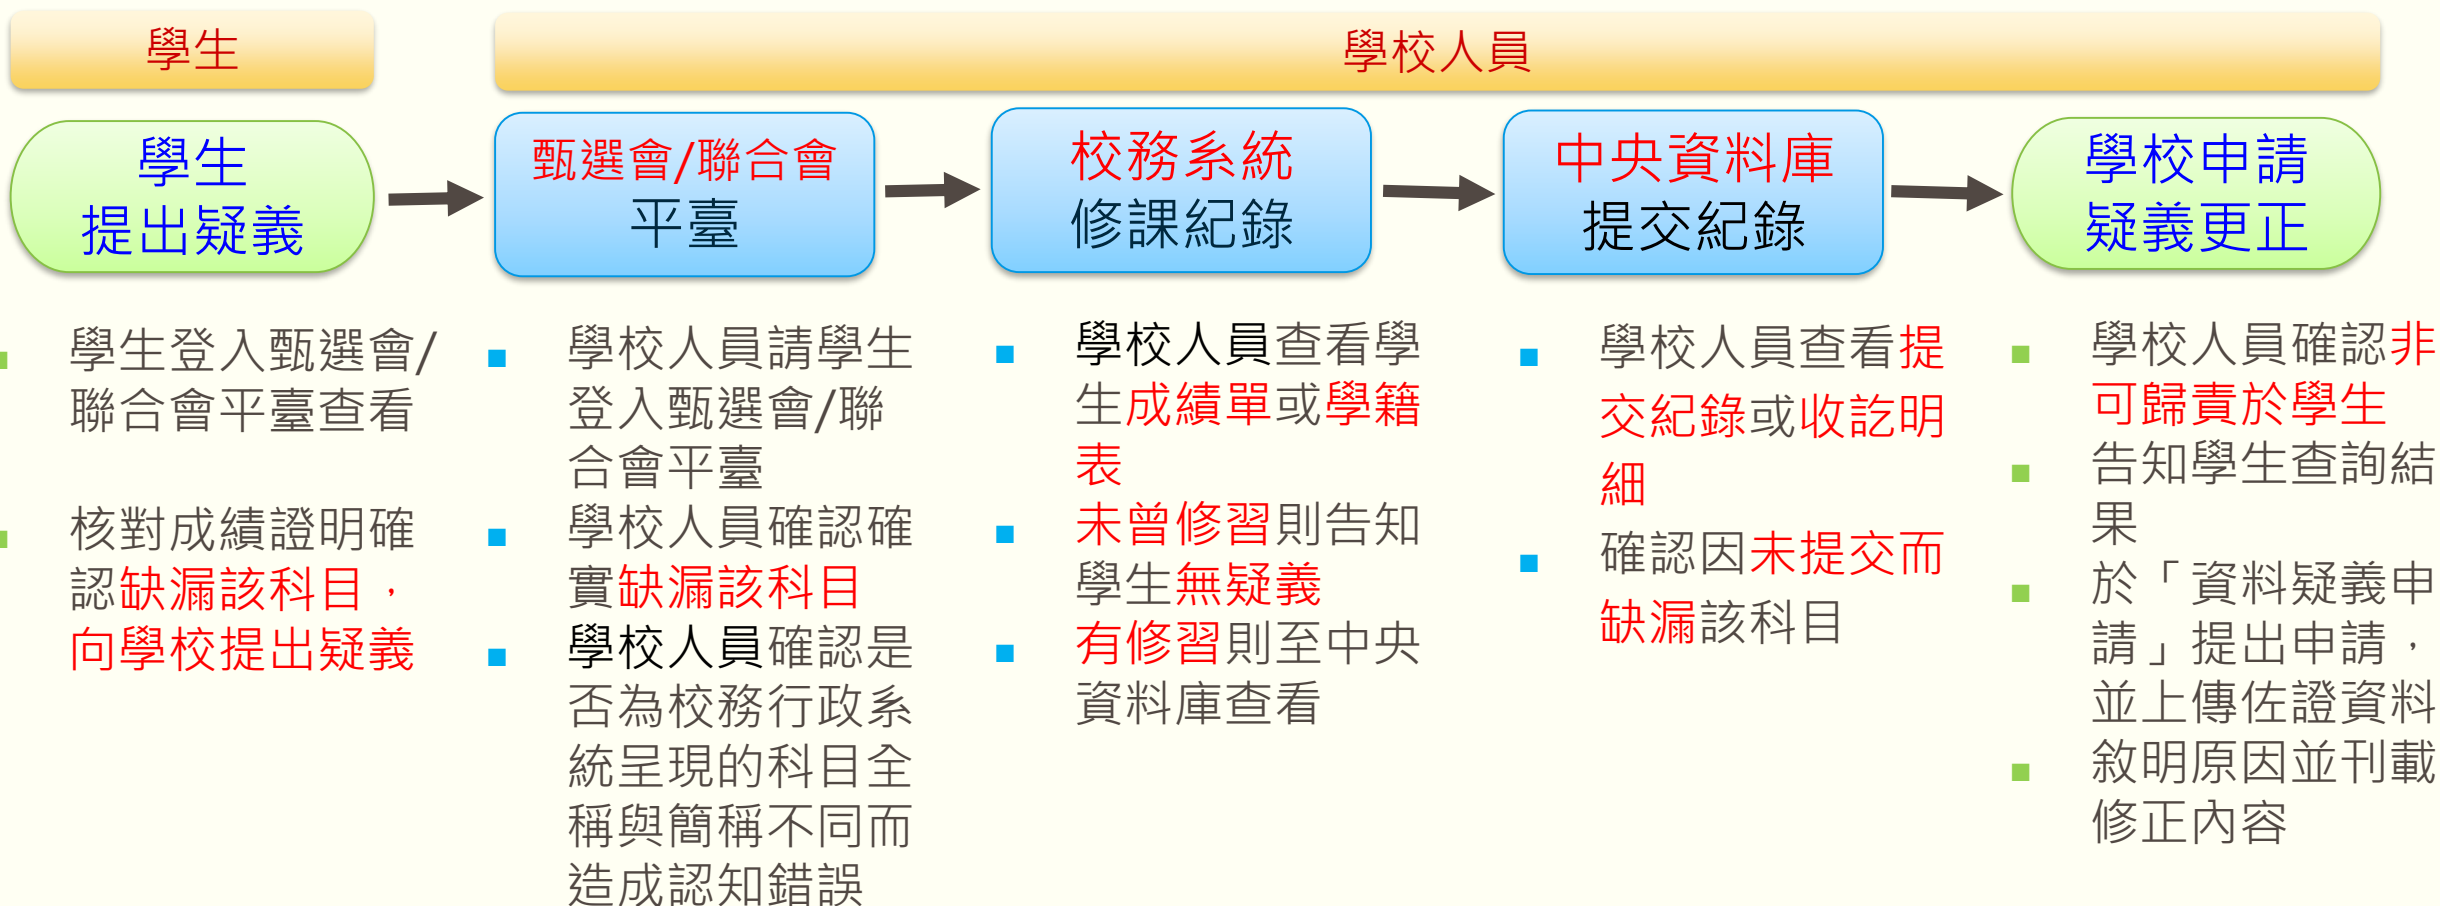 學生
學校人員
學生
提出疑義
甄選會/聯合會
平臺
校務系統
修課紀錄
中央資料庫
提交紀錄
學校申請
疑義更正
學生登入甄選會/
聯合會平臺查看
核對成績證明確
認缺漏該科目，
向學校提出疑義
學校人員請學生
登入甄選會/聯
合會平臺
學校人員確認確
實缺漏該科目
學校人員確認是
否為校務行政系
統呈現的科目全
稱與簡稱不同而
造成認知錯誤
學校人員查看學
生成績單或學籍
表
未曾修習則告知
學生無疑義
有修習則至中央
資料庫查看
學校人員查看提
交紀錄或收訖明
細
確認因未提交而
缺漏該科目
學校人員確認非
可歸責於學生
告知學生查詢結
果
於「資料疑義申
請」提出申請，
並上傳佐證資料
敘明原因並刊載
修正內容